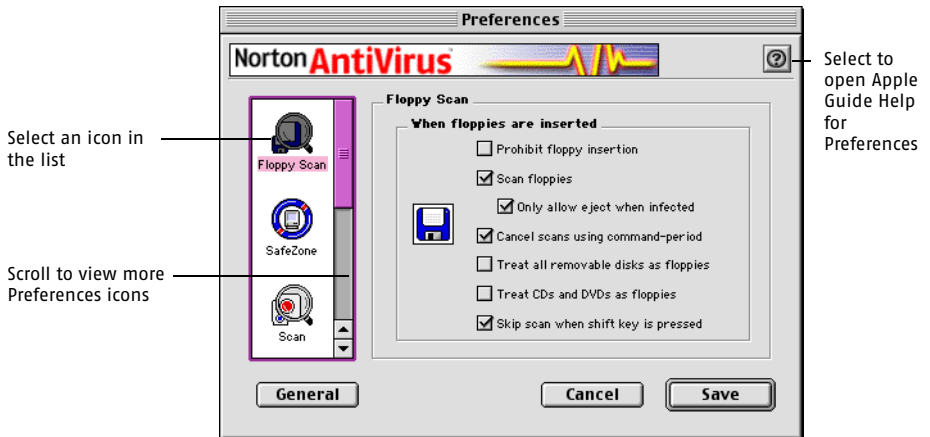 Preferences
Norton AntiVirus
?
Select to
open Apple
Guide Help
for
Preferences
Select an icon in
the list
Floppy Scan
SafeZone
Scroll to view more
Preferences icons
Scan
Floppy Scan
When floppies are inserted
Prohibit floppy insertion
Scan floppies
Only allow eject when infected
Cancel scans using command-period
Treat all removable disks as floppies
Treat CDs and DVDs as floppies
Skip scan when shift key is pressed
General
Cancel
Save